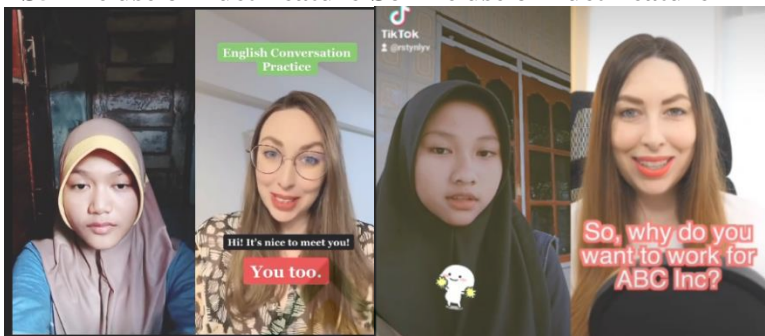 English Conversation
Practice
Hi! It's nice to meet you!
You too.
TikTok
@rstynlyv
So, why do you
want to work for
ABC Inc?